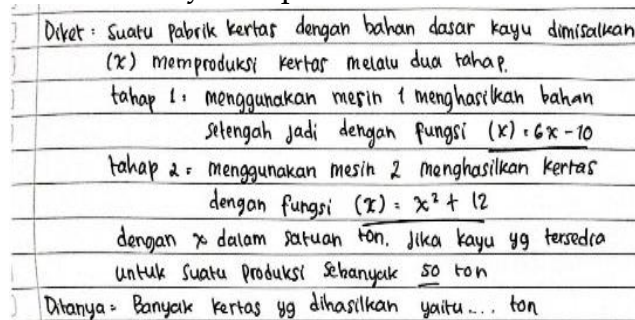 Diket : Suatu pabrik kertas dengan bahan dasar kayu dimisalkan
(x) memproduksi kertas melalu dua tahap.
tahap 1 : menggunakan mesin 1 menghasilkan bahan
setengah jadi dengan fungsi (x) : 6x - 10
tahap 2 : menggunakan mesin 2 menghasilkan kertas
dengan fungsi (x) = x² + 12
dengan x dalam satuan ton. Jika kayu yg tersedia
untuk suatu produksi sebanyak 50 ton
Ditanya : Banyak kertas yg dihasilkan yaitu... ton